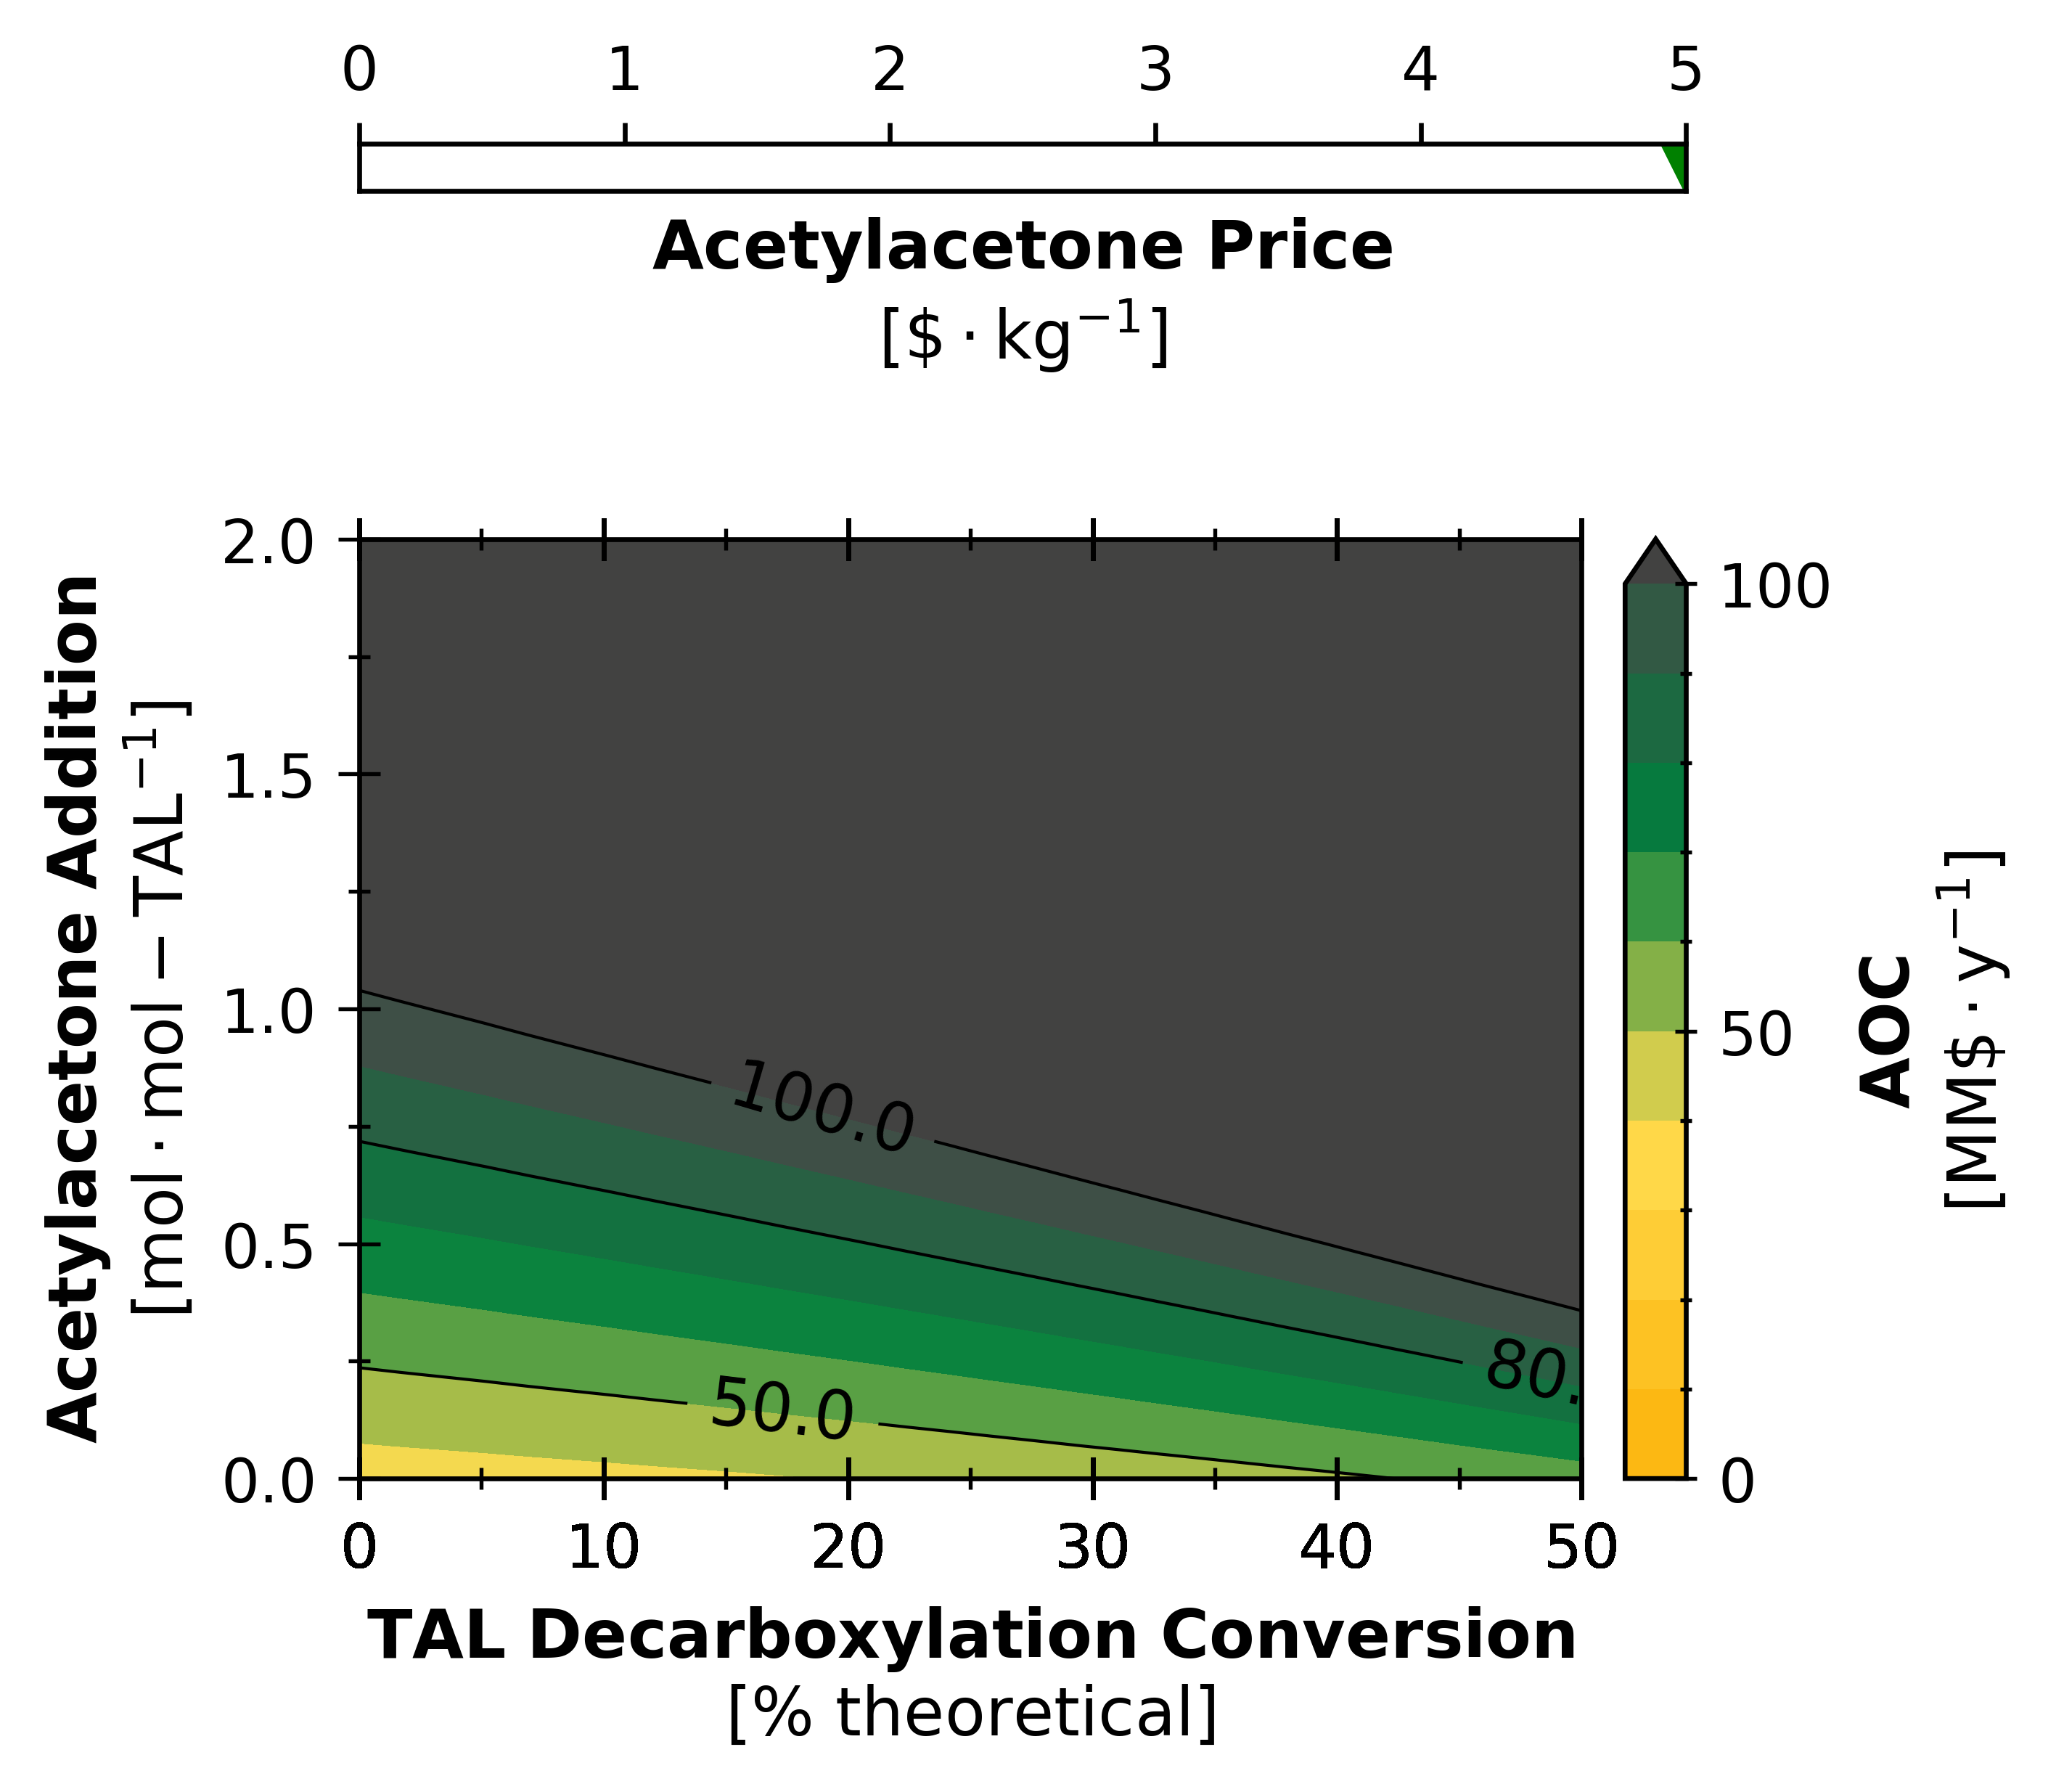 0 1 2 3 4 5
Acetylacetone Price
[$ · kg⁻¹]
2.0
1.5
1.0
0.5
0.0
Acetylacetone Addition
[mol · mol − TAL⁻¹]
100.0
80.
50.0
0 10 20 30 40 50
TAL Decarboxylation Conversion
[% theoretical]
100
50
0
AOC
[MM$ · y⁻¹]